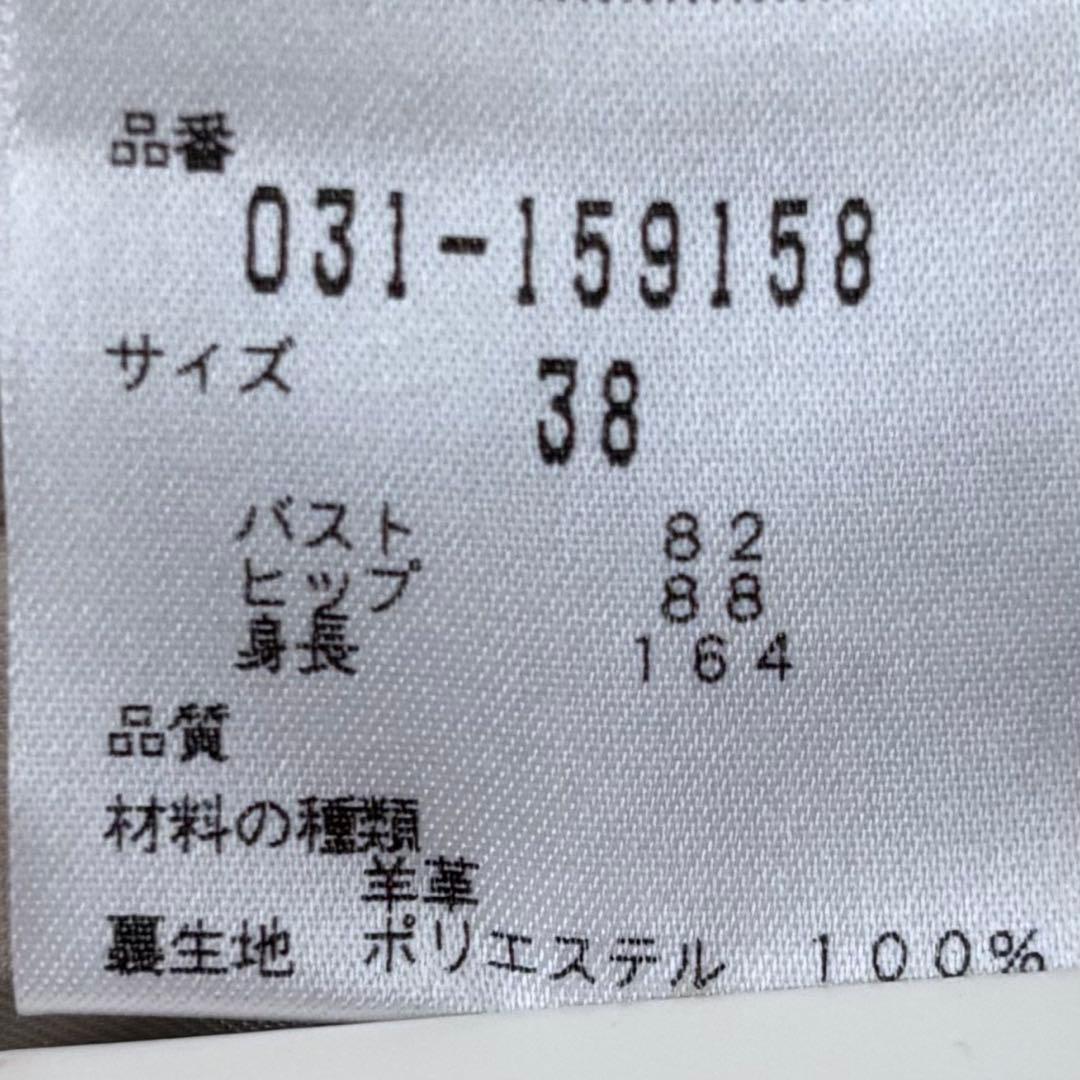 品番
031-159158
サイズ 38
バスト 82
ヒップ 88
身長 164
品質
材料の種類
羊革
裏生地 ポリエステル 100%